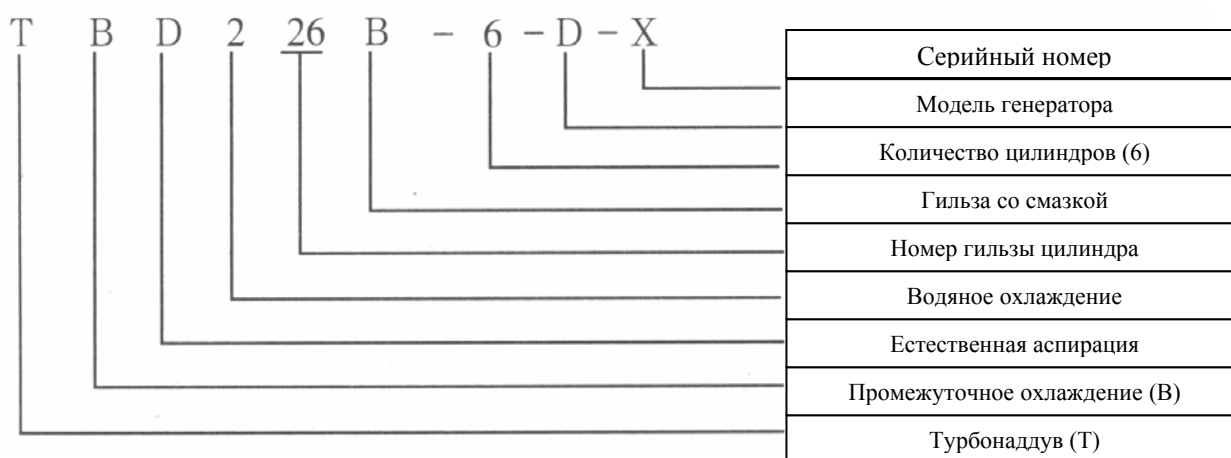 T B D 2 26 B - 6 - D - X
Серийный номер
Модель генератора
Количество цилиндров (6)
Гильза со смазкой
Номер гильзы цилиндра
Водяное охлаждение
Естественная аспирация
Промежуточное охлаждение (В)
Турбонаддув (Т)